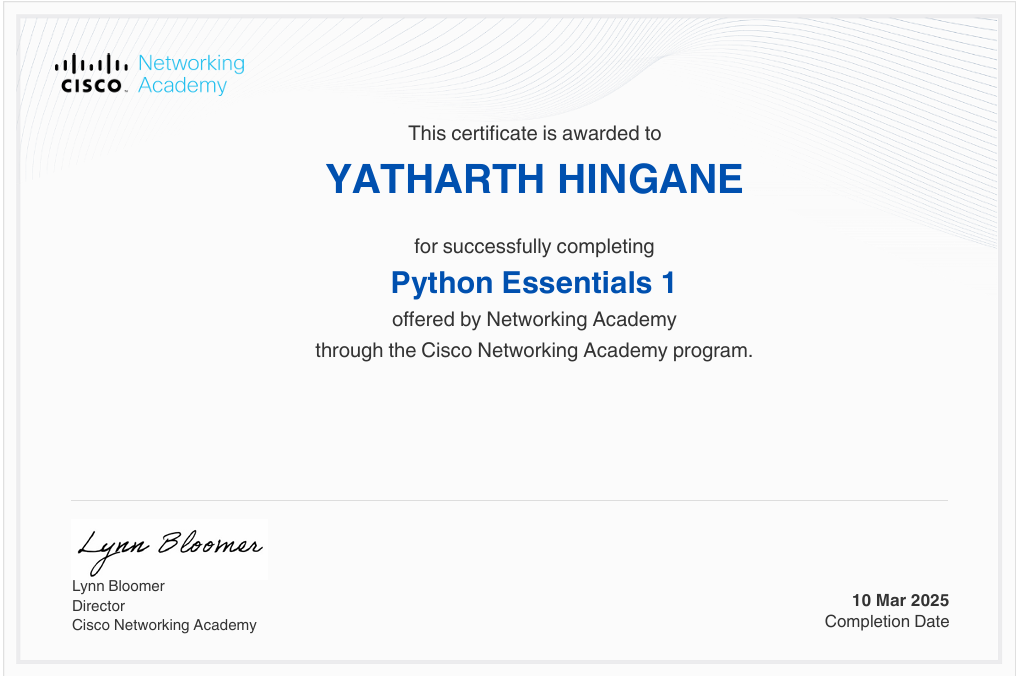 CISCO Networking
Academy
This certificate is awarded to
YATHARTH HINGANE
for successfully completing
Python Essentials 1
offered by Networking Academy
through the Cisco Networking Academy program.
Lynn Bloomer
Lynn Bloomer
Director
Cisco Networking Academy
10 Mar 2025
Completion Date